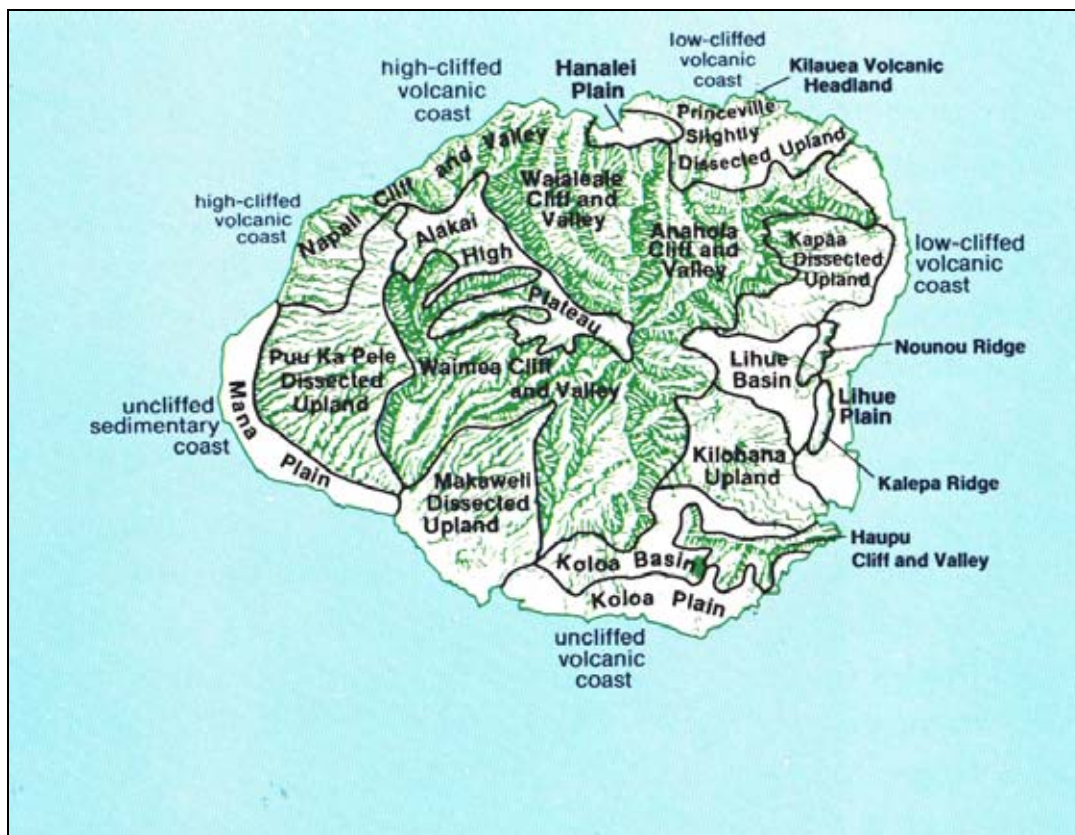 low-cliffed
volcanic
coast
high-cliffed
volcanic
coast
Hanalei
Plain
Kilauea Volcanic
Headland
Princeville
Slightly
Dissected Upland
Napali Cliff and Valley
high-cliffed
volcanic
coast
Waialeale
Cliff and
Valley
Alakai
High
Plateau
Anahola
Cliff and
Valley
Kapaa
Dissected
Upland
low-cliffed
volcanic
coast
Puu Ka Pele
Dissected
Upland
Waimea Cliff
and Valley
Lihue
Basin
Nounou Ridge
Lihue
Plain
uncliffed
sedimentary
coast
Mana
Plain
Kilohana
Upland
Kalepa Ridge
Makaweli
Dissected
Upland
Haupu
Cliff and Valley
Koloa Basin
Koloa Plain
uncliffed
volcanic
coast